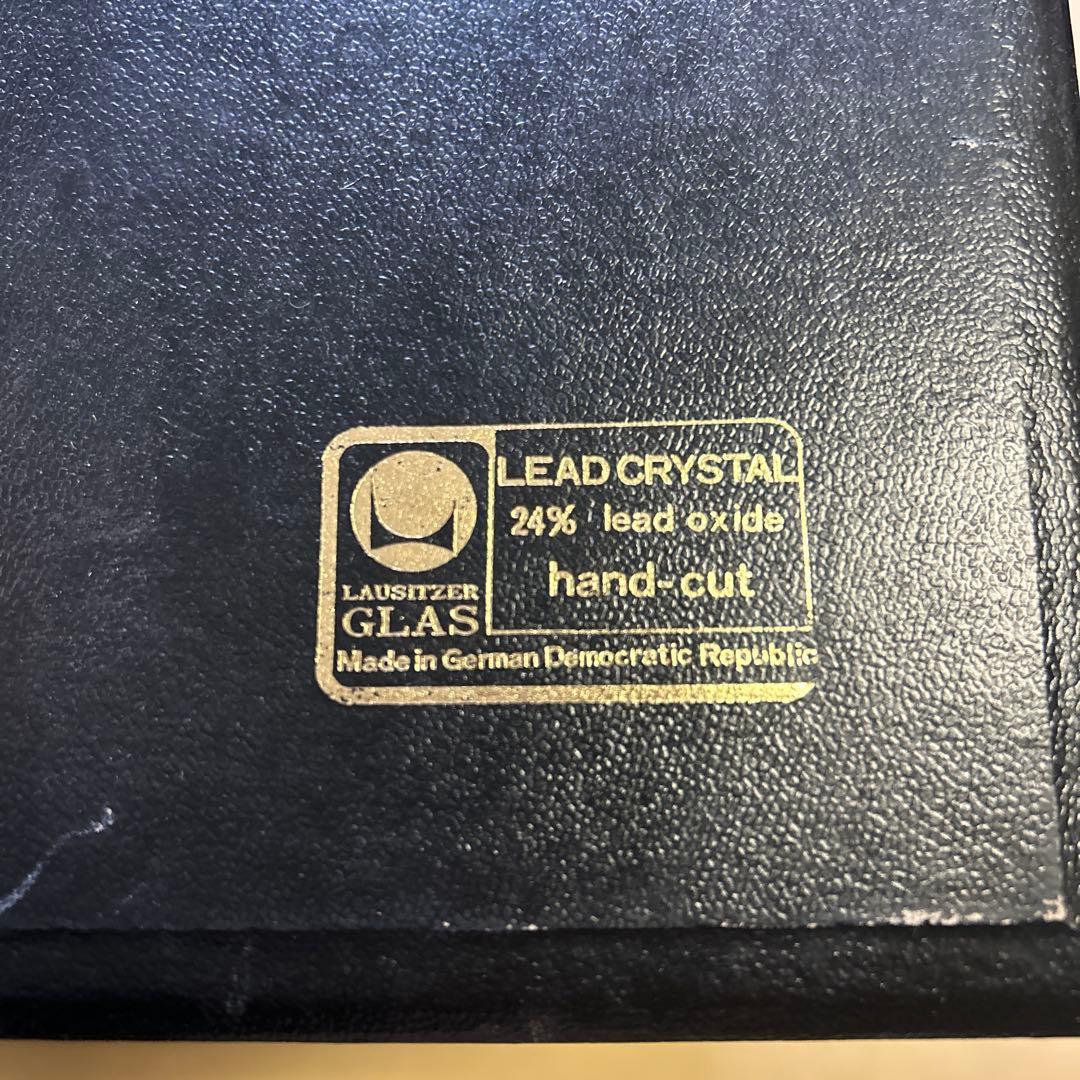 LAUSITZER
GLAS
LEAD CRYSTAL
24% lead oxide
hand-cut
Made in German Democratic Republic